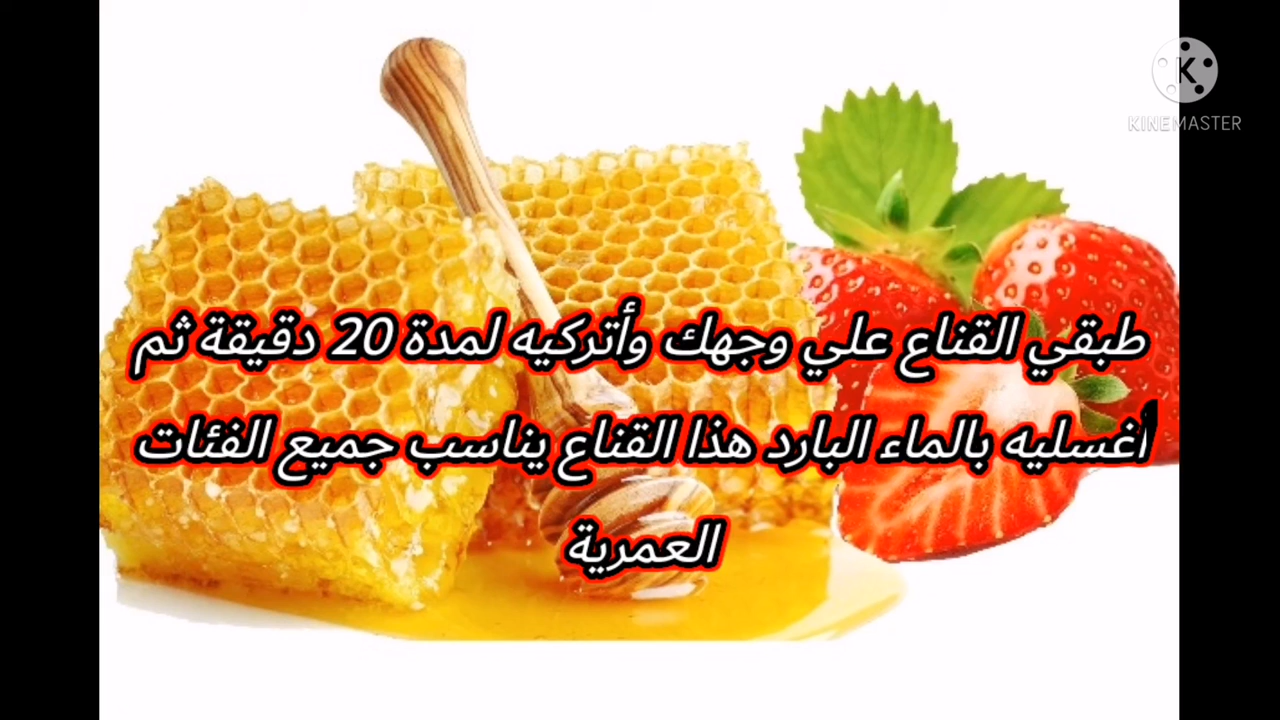 KINEMASTER
طبقي القناع علي وجهك وأتركيه لمدة 20 دقيقة ثم
أغسليه بالماء البارد هذا القناع يناسب جميع الفئات
العمرية